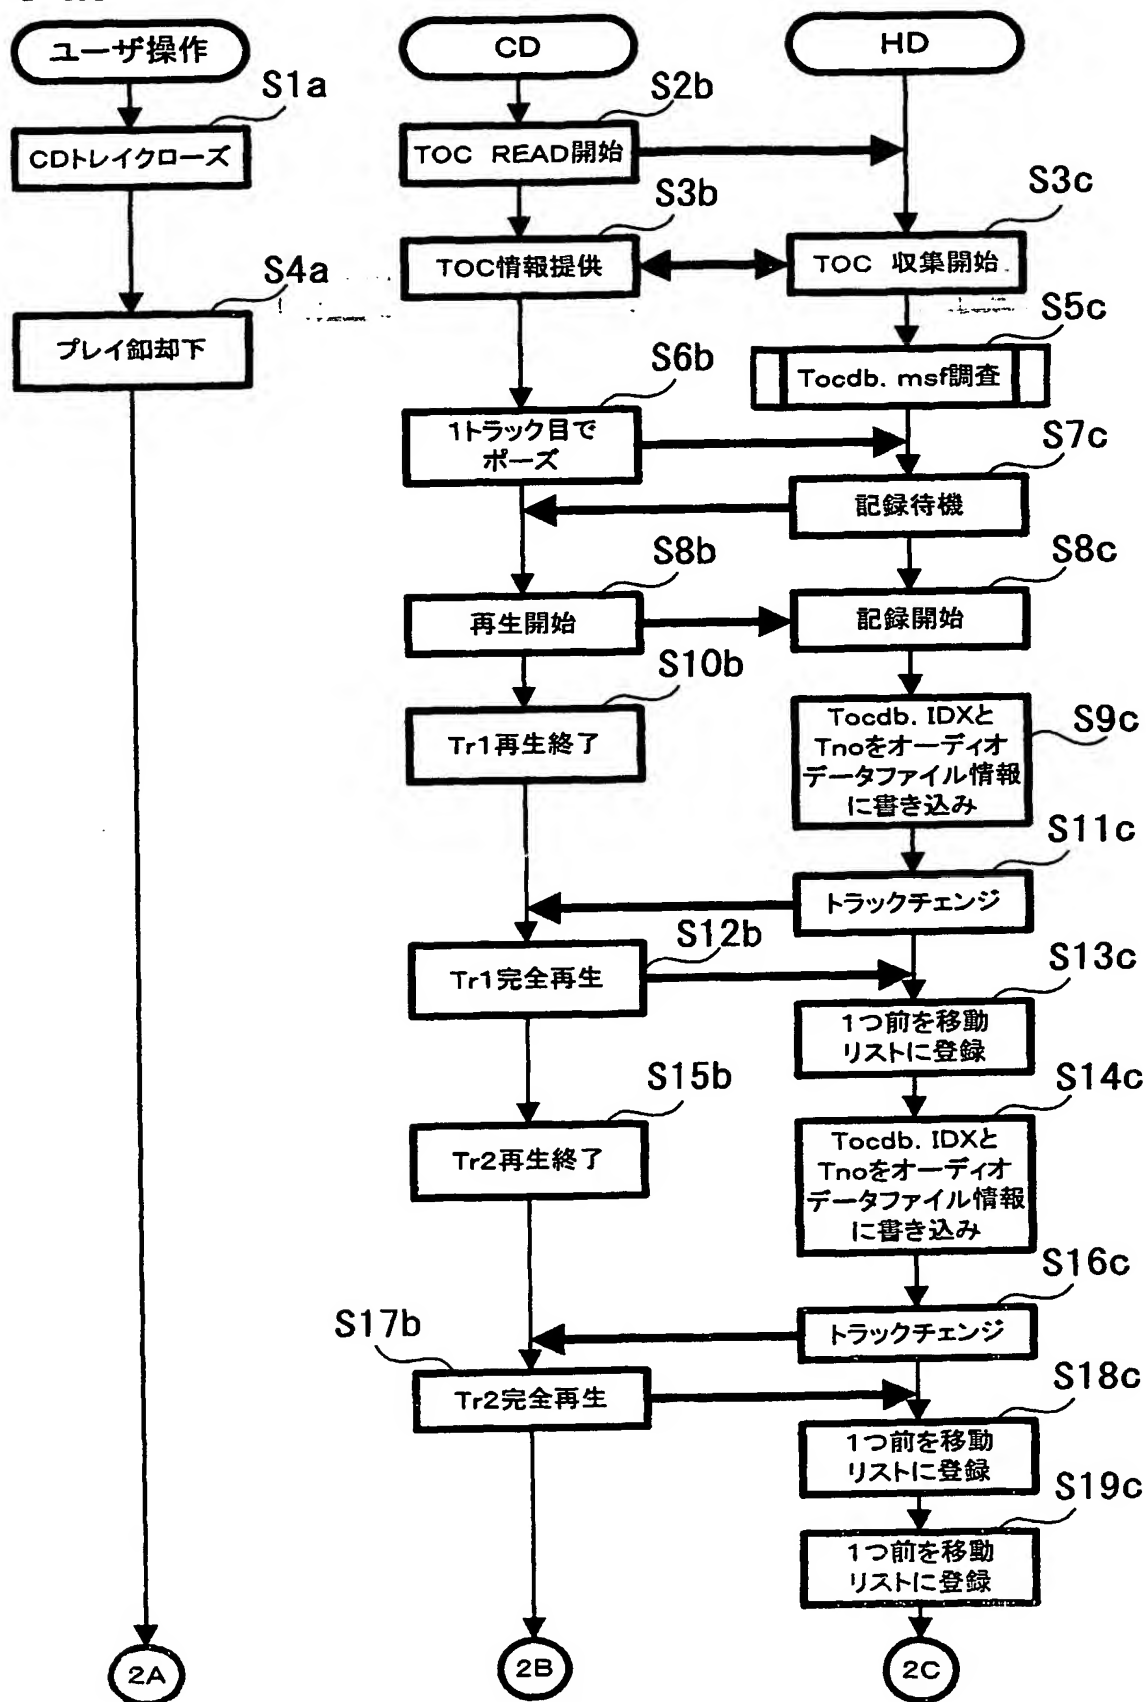 ユーザ操作
CD
HD
S1a
S2b
CDトレイクローズ
TOC READ開始
S3b
S3c
TOC情報提供
TOC 収集開始
S4a
S5c
プレイ釦却下
Tocdb. msf調査
S6b
1トラック目で
ポーズ
S7c
記録待機
S8b
S8c
再生開始
記録開始
S10b
Tr1再生終了
S9c
Tocdb. IDXと
Tnoをオーディオ
データファイル情報
に書き込み
S11c
トラックチェンジ
S12b
Tr1完全再生
S13c
1つ前を移動
リストに登録
S15b
S14c
Tr2再生終了
Tocdb. IDXと
Tnoをオーディオ
データファイル情報
に書き込み
S16c
トラックチェンジ
S17b
Tr2完全再生
S18c
1つ前を移動
リストに登録
S19c
1つ前を移動
リストに登録
2A
2B
2C